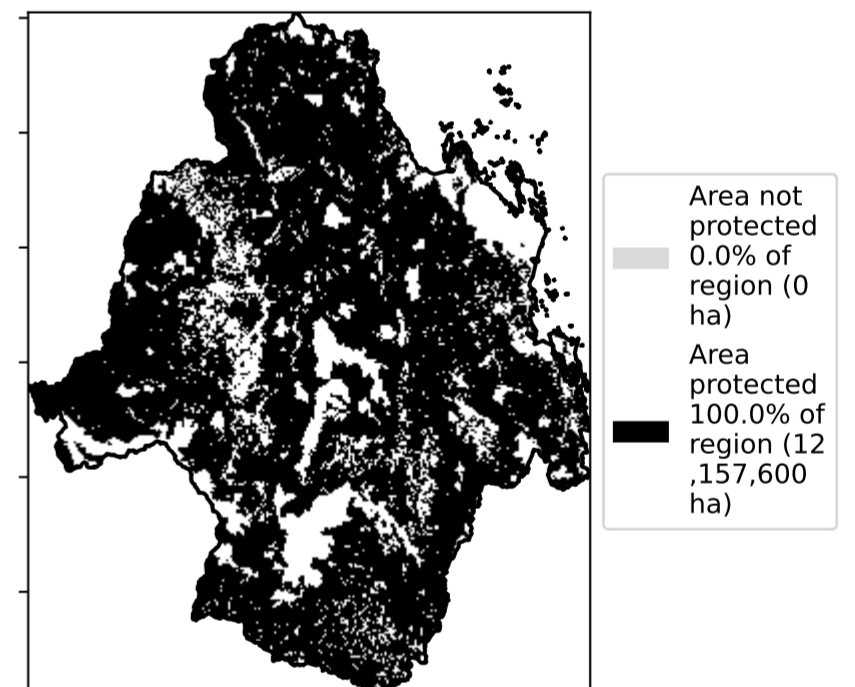 Area not
protected
0.0% of
region (0
ha)
Area
protected
100.0% of
region (12
,157,600
ha)